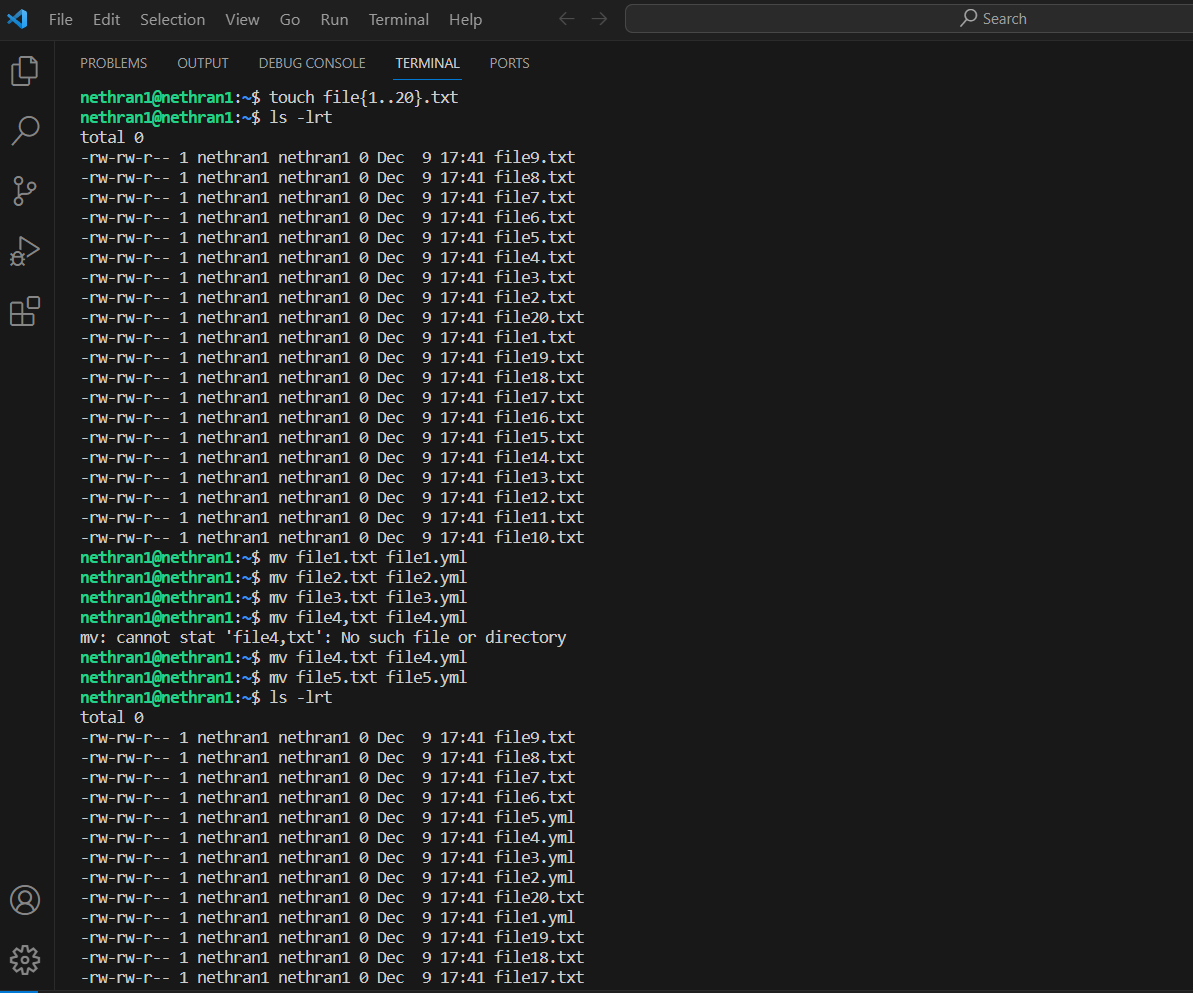 File Edit Selection View Go Run Terminal Help Search
PROBLEMS OUTPUT DEBUG CONSOLE TERMINAL PORTS
nethran1@nethran1:~$ touch file{1..20}.txt
nethran1@nethran1:~$ ls -lrt
total 0
-rw-rw-r-- 1 nethran1 nethran1 0 Dec  9 17:41 file9.txt
-rw-rw-r-- 1 nethran1 nethran1 0 Dec  9 17:41 file8.txt
-rw-rw-r-- 1 nethran1 nethran1 0 Dec  9 17:41 file7.txt
-rw-rw-r-- 1 nethran1 nethran1 0 Dec  9 17:41 file6.txt
-rw-rw-r-- 1 nethran1 nethran1 0 Dec  9 17:41 file5.txt
-rw-rw-r-- 1 nethran1 nethran1 0 Dec  9 17:41 file4.txt
-rw-rw-r-- 1 nethran1 nethran1 0 Dec  9 17:41 file3.txt
-rw-rw-r-- 1 nethran1 nethran1 0 Dec  9 17:41 file2.txt
-rw-rw-r-- 1 nethran1 nethran1 0 Dec  9 17:41 file20.txt
-rw-rw-r-- 1 nethran1 nethran1 0 Dec  9 17:41 file1.txt
-rw-rw-r-- 1 nethran1 nethran1 0 Dec  9 17:41 file19.txt
-rw-rw-r-- 1 nethran1 nethran1 0 Dec  9 17:41 file18.txt
-rw-rw-r-- 1 nethran1 nethran1 0 Dec  9 17:41 file17.txt
-rw-rw-r-- 1 nethran1 nethran1 0 Dec  9 17:41 file16.txt
-rw-rw-r-- 1 nethran1 nethran1 0 Dec  9 17:41 file15.txt
-rw-rw-r-- 1 nethran1 nethran1 0 Dec  9 17:41 file14.txt
-rw-rw-r-- 1 nethran1 nethran1 0 Dec  9 17:41 file13.txt
-rw-rw-r-- 1 nethran1 nethran1 0 Dec  9 17:41 file12.txt
-rw-rw-r-- 1 nethran1 nethran1 0 Dec  9 17:41 file11.txt
-rw-rw-r-- 1 nethran1 nethran1 0 Dec  9 17:41 file10.txt
nethran1@nethran1:~$ mv file1.txt file1.yml
nethran1@nethran1:~$ mv file2.txt file2.yml
nethran1@nethran1:~$ mv file3.txt file3.yml
nethran1@nethran1:~$ mv file4,txt file4.yml
mv: cannot stat 'file4,txt': No such file or directory
nethran1@nethran1:~$ mv file4.txt file4.yml
nethran1@nethran1:~$ mv file5.txt file5.yml
nethran1@nethran1:~$ ls -lrt
total 0
-rw-rw-r-- 1 nethran1 nethran1 0 Dec  9 17:41 file9.txt
-rw-rw-r-- 1 nethran1 nethran1 0 Dec  9 17:41 file8.txt
-rw-rw-r-- 1 nethran1 nethran1 0 Dec  9 17:41 file7.txt
-rw-rw-r-- 1 nethran1 nethran1 0 Dec  9 17:41 file6.txt
-rw-rw-r-- 1 nethran1 nethran1 0 Dec  9 17:41 file5.yml
-rw-rw-r-- 1 nethran1 nethran1 0 Dec  9 17:41 file4.yml
-rw-rw-r-- 1 nethran1 nethran1 0 Dec  9 17:41 file3.yml
-rw-rw-r-- 1 nethran1 nethran1 0 Dec  9 17:41 file2.yml
-rw-rw-r-- 1 nethran1 nethran1 0 Dec  9 17:41 file20.txt
-rw-rw-r-- 1 nethran1 nethran1 0 Dec  9 17:41 file1.yml
-rw-rw-r-- 1 nethran1 nethran1 0 Dec  9 17:41 file19.txt
-rw-rw-r-- 1 nethran1 nethran1 0 Dec  9 17:41 file18.txt
-rw-rw-r-- 1 nethran1 nethran1 0 Dec  9 17:41 file17.txt